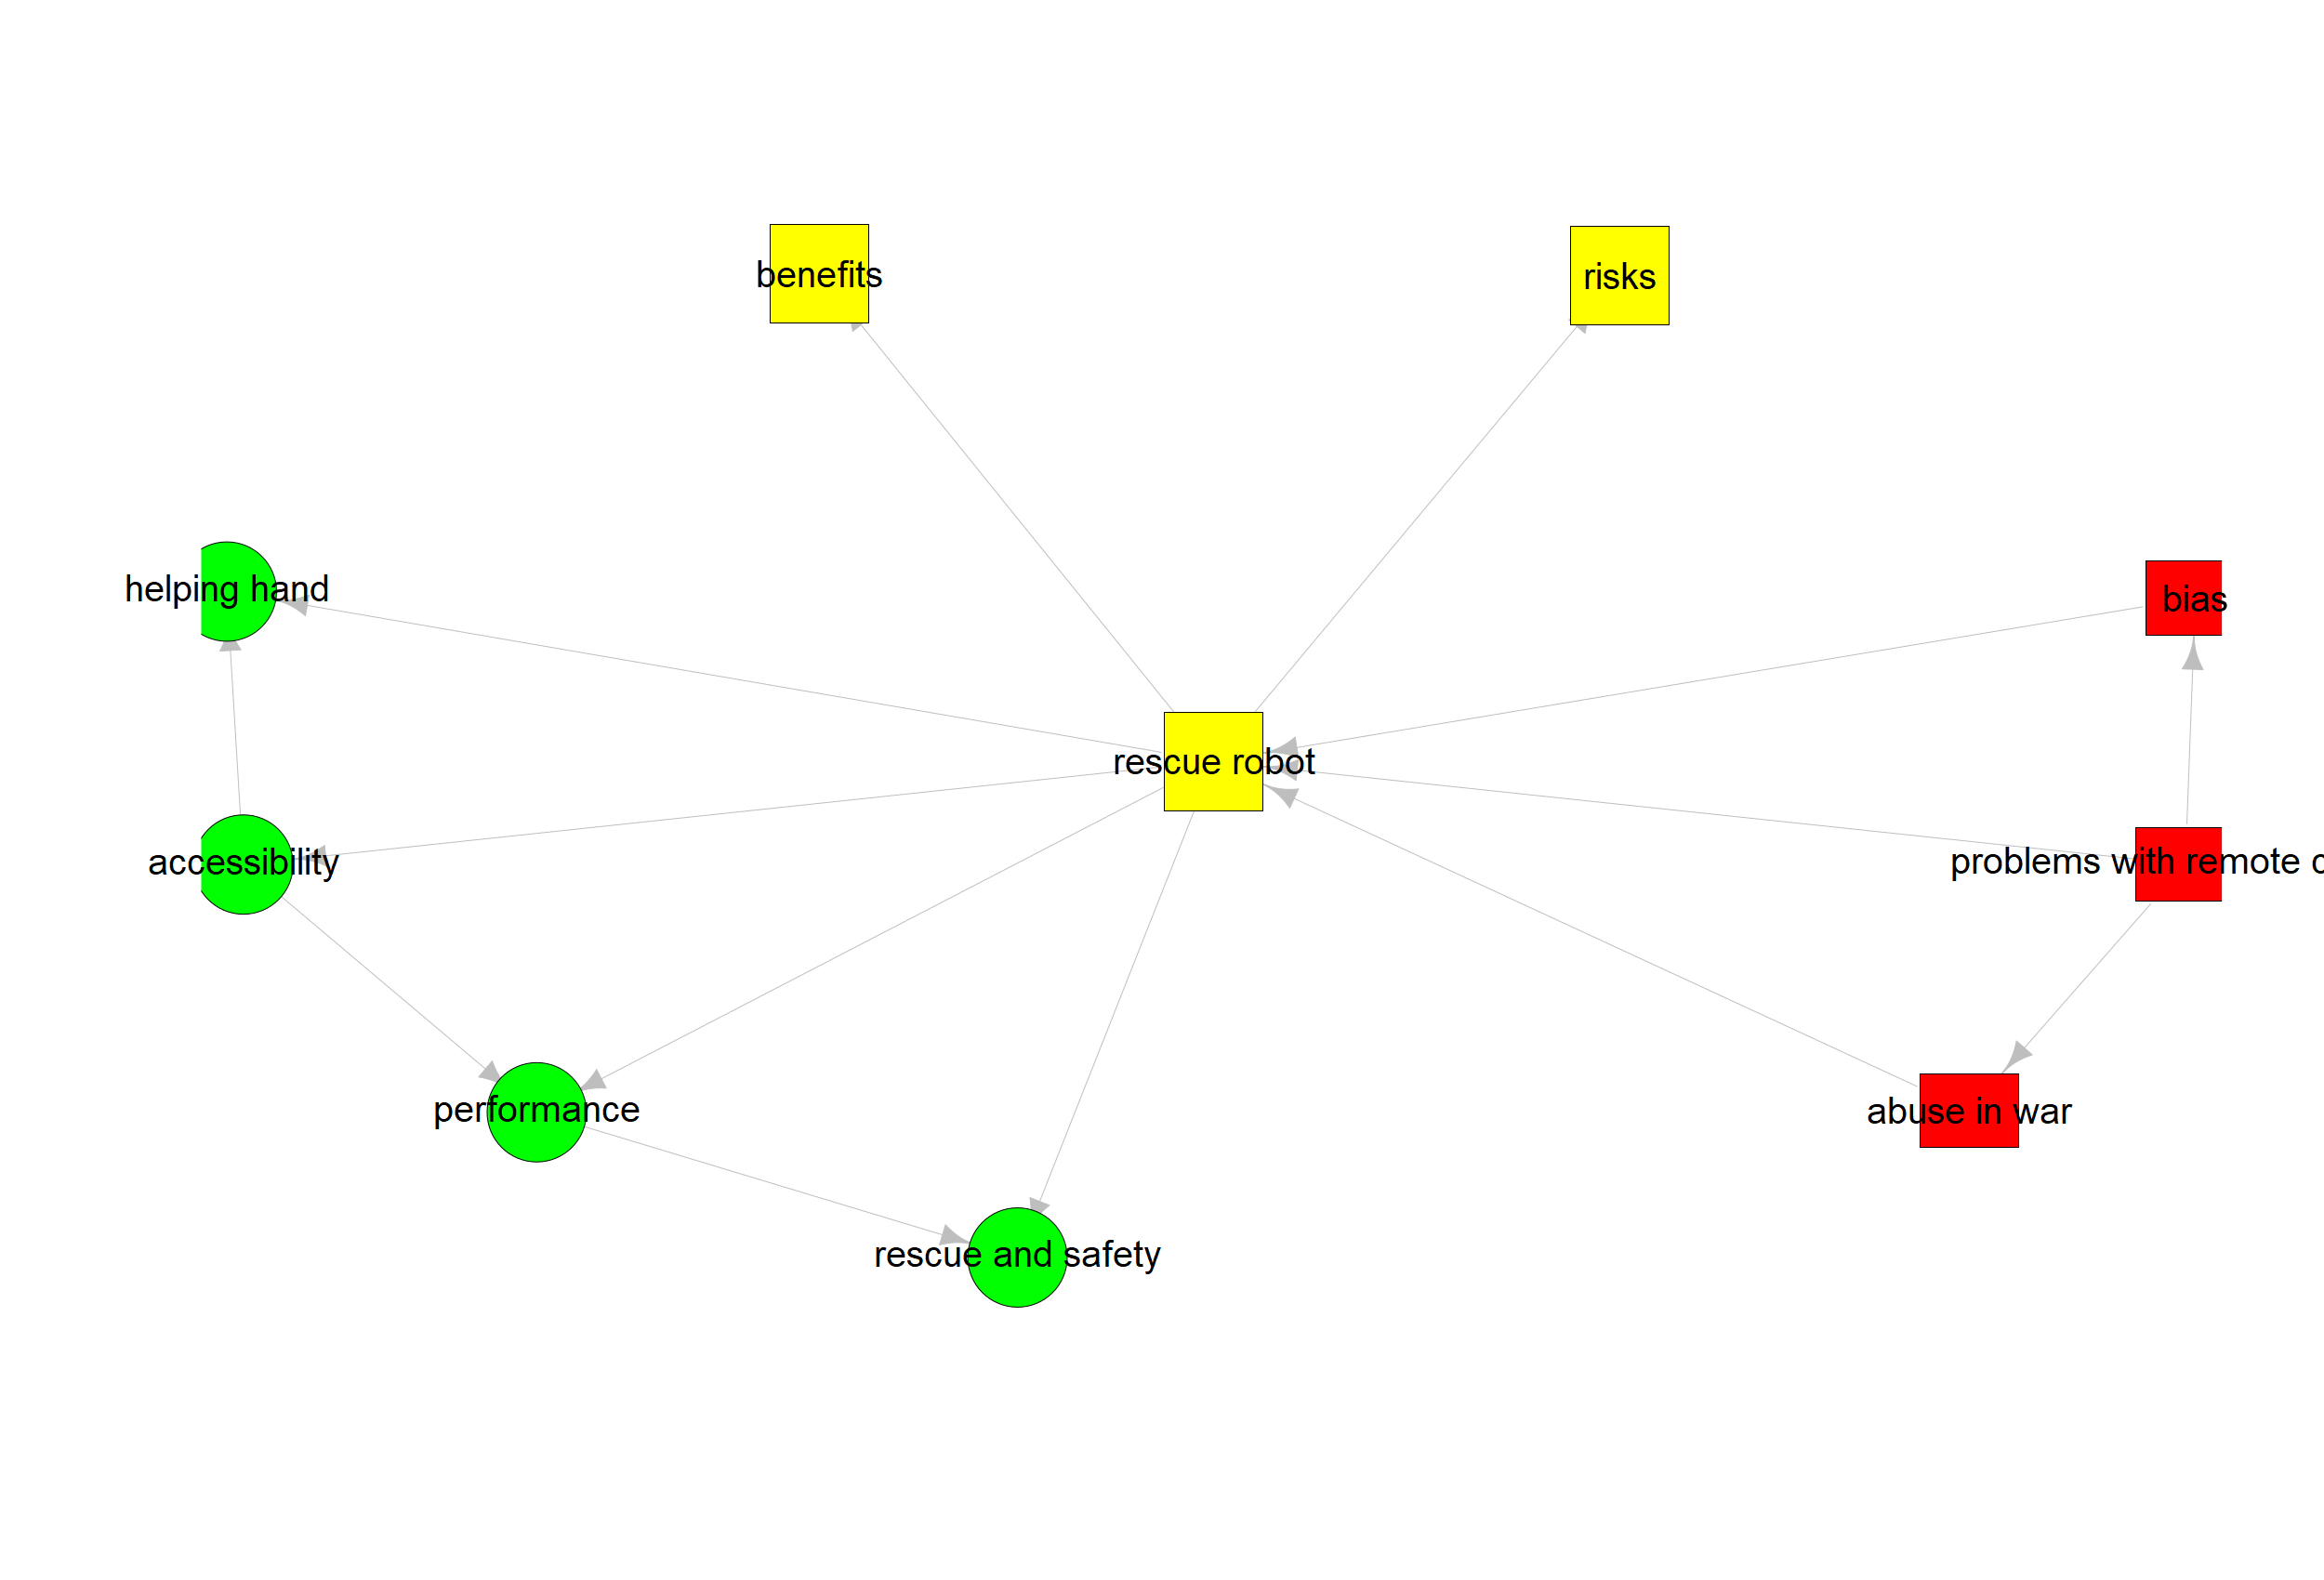 benefits
risks
helping hand
bias
rescue robot
accessibility
problems with remote
performance
abuse in war
rescue and safety